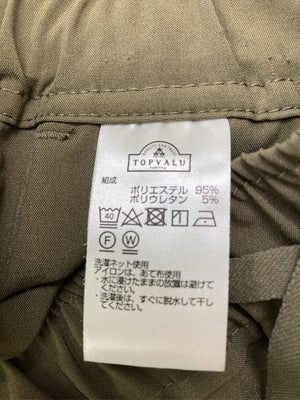 TOPVALU
組成
ポリエステル 95%
ポリウレタン 5%
40
F W
洗濯ネット使用
アイロンは、あて布使用
・水に浸けたままの放置は避けて
ください。
・洗濯後は、すぐに脱水して干し
てください。